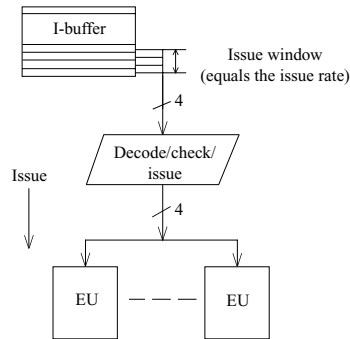 I-buffer
Issue window
(equals the issue rate)
4
Decode/check/
issue
Issue
4
EU
EU